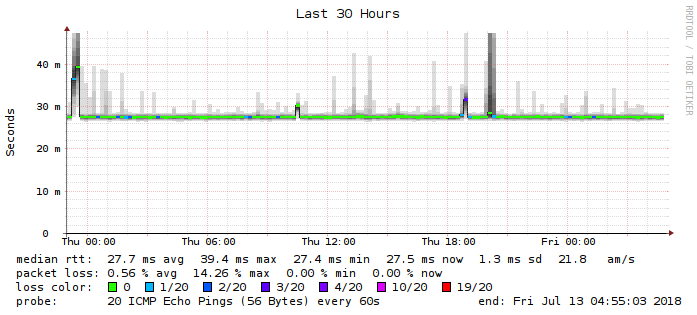 Last 30 Hours
RRDTOOL / TOBI OETIKER
Seconds
40 m
30 m
20 m
10 m
0
Thu 00:00 Thu 06:00 Thu 12:00 Thu 18:00 Fri 00:00
median rtt: 27.7 ms avg 39.4 ms max 27.4 ms min 27.5 ms now 1.3 ms sd 21.8 am/s
packet loss: 0.56 % avg 14.26 % max 0.00 % min 0.00 % now
loss color: 0 1/20 2/20 3/20 4/20 10/20 19/20
probe: 20 ICMP Echo Pings (56 Bytes) every 60s end: Fri Jul 13 04:55:03 2018